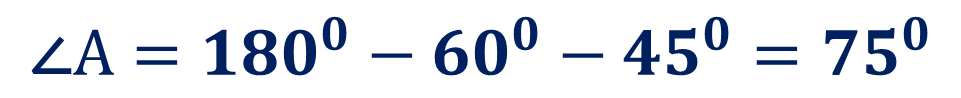 ∠A = 180⁰ − 60⁰ − 45⁰ = 75⁰